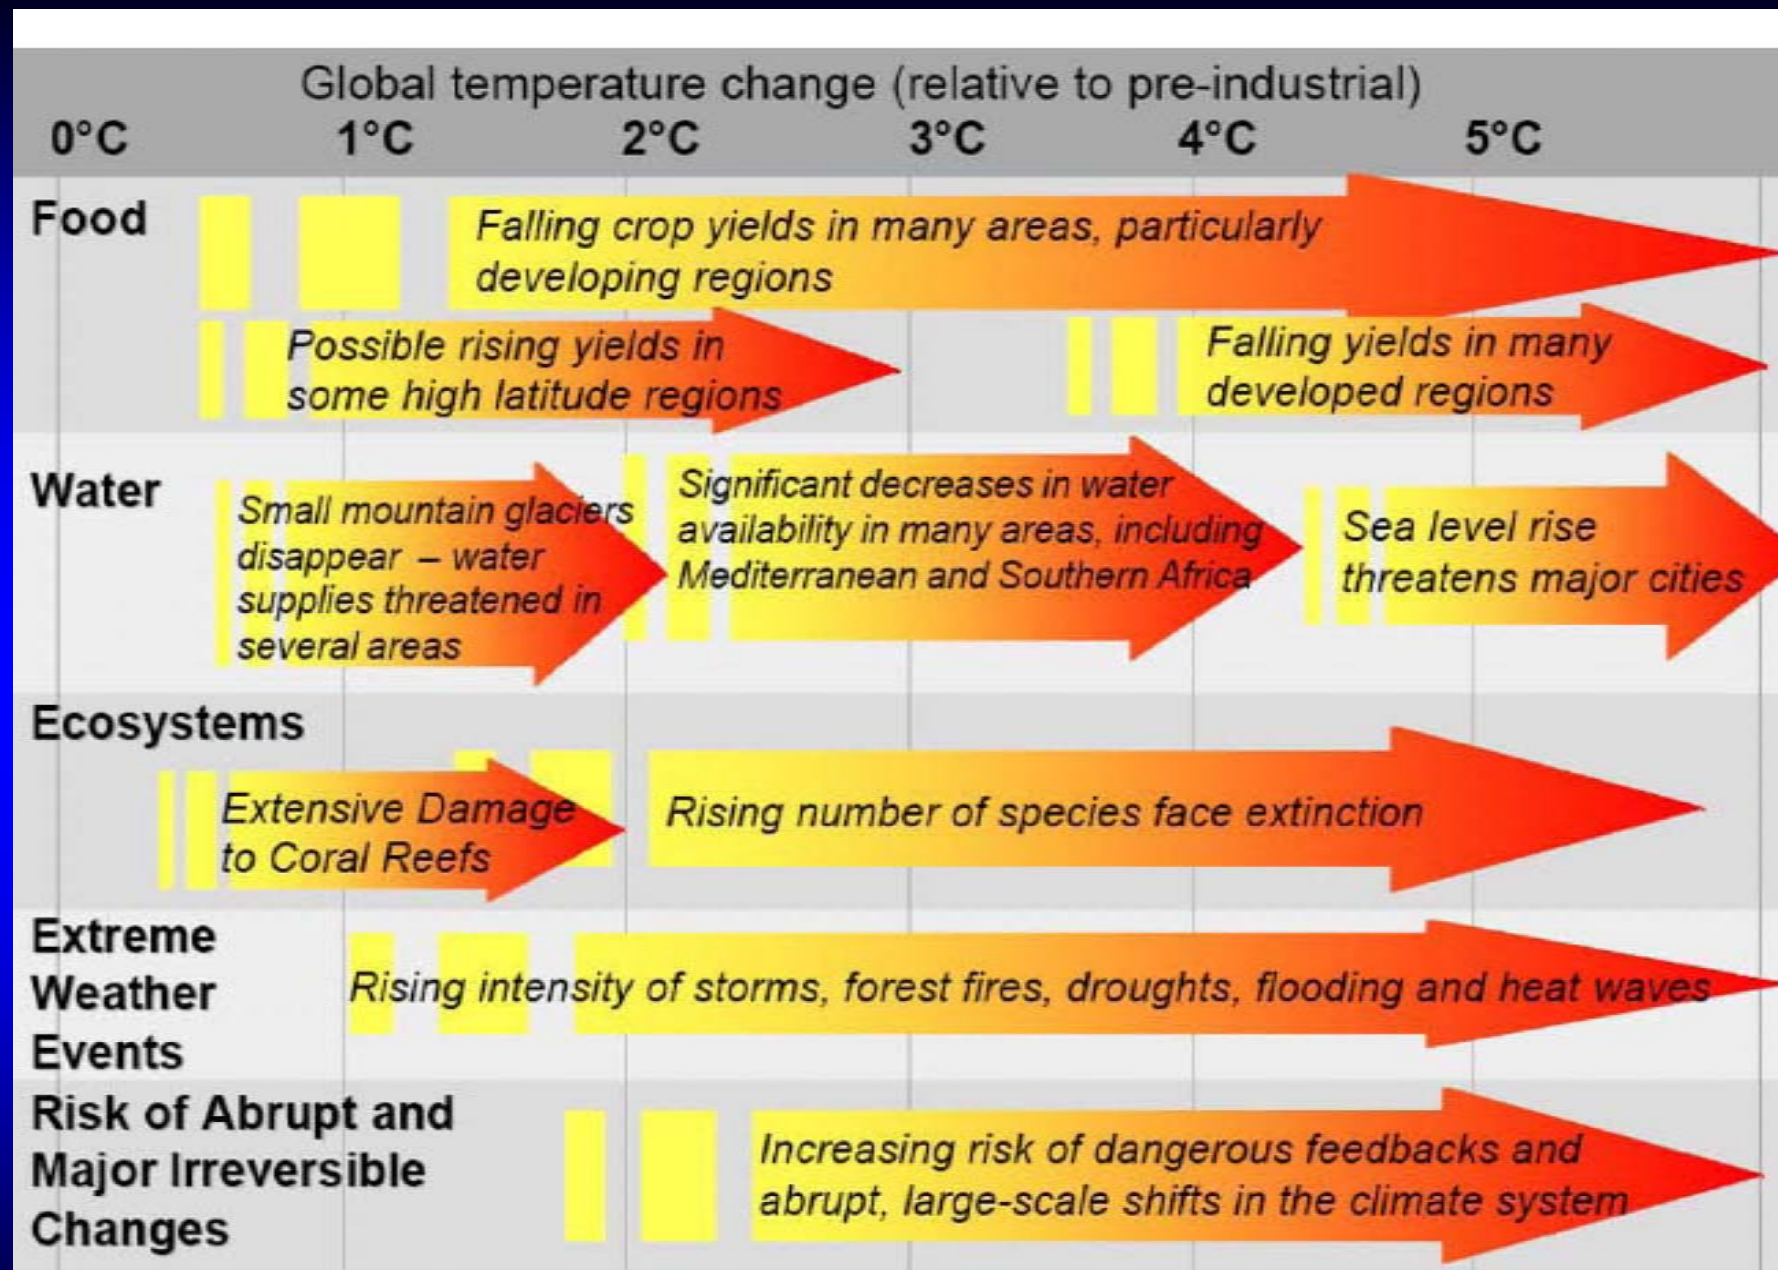 Global temperature change (relative to pre-industrial)
0°C 1°C 2°C 3°C 4°C 5°C
Food
Falling crop yields in many areas, particularly
developing regions
Possible rising yields in
some high latitude regions
Falling yields in many
developed regions
Water
Small mountain glaciers
disappear – water
supplies threatened in
several areas
Significant decreases in water
availability in many areas, including
Mediterranean and Southern Africa
Sea level rise
threatens major cities
Ecosystems
Extensive Damage
to Coral Reefs
Rising number of species face extinction
Extreme
Weather
Events
Rising intensity of storms, forest fires, droughts, flooding and heat waves
Risk of Abrupt and
Major Irreversible
Changes
Increasing risk of dangerous feedbacks and
abrupt, large-scale shifts in the climate system